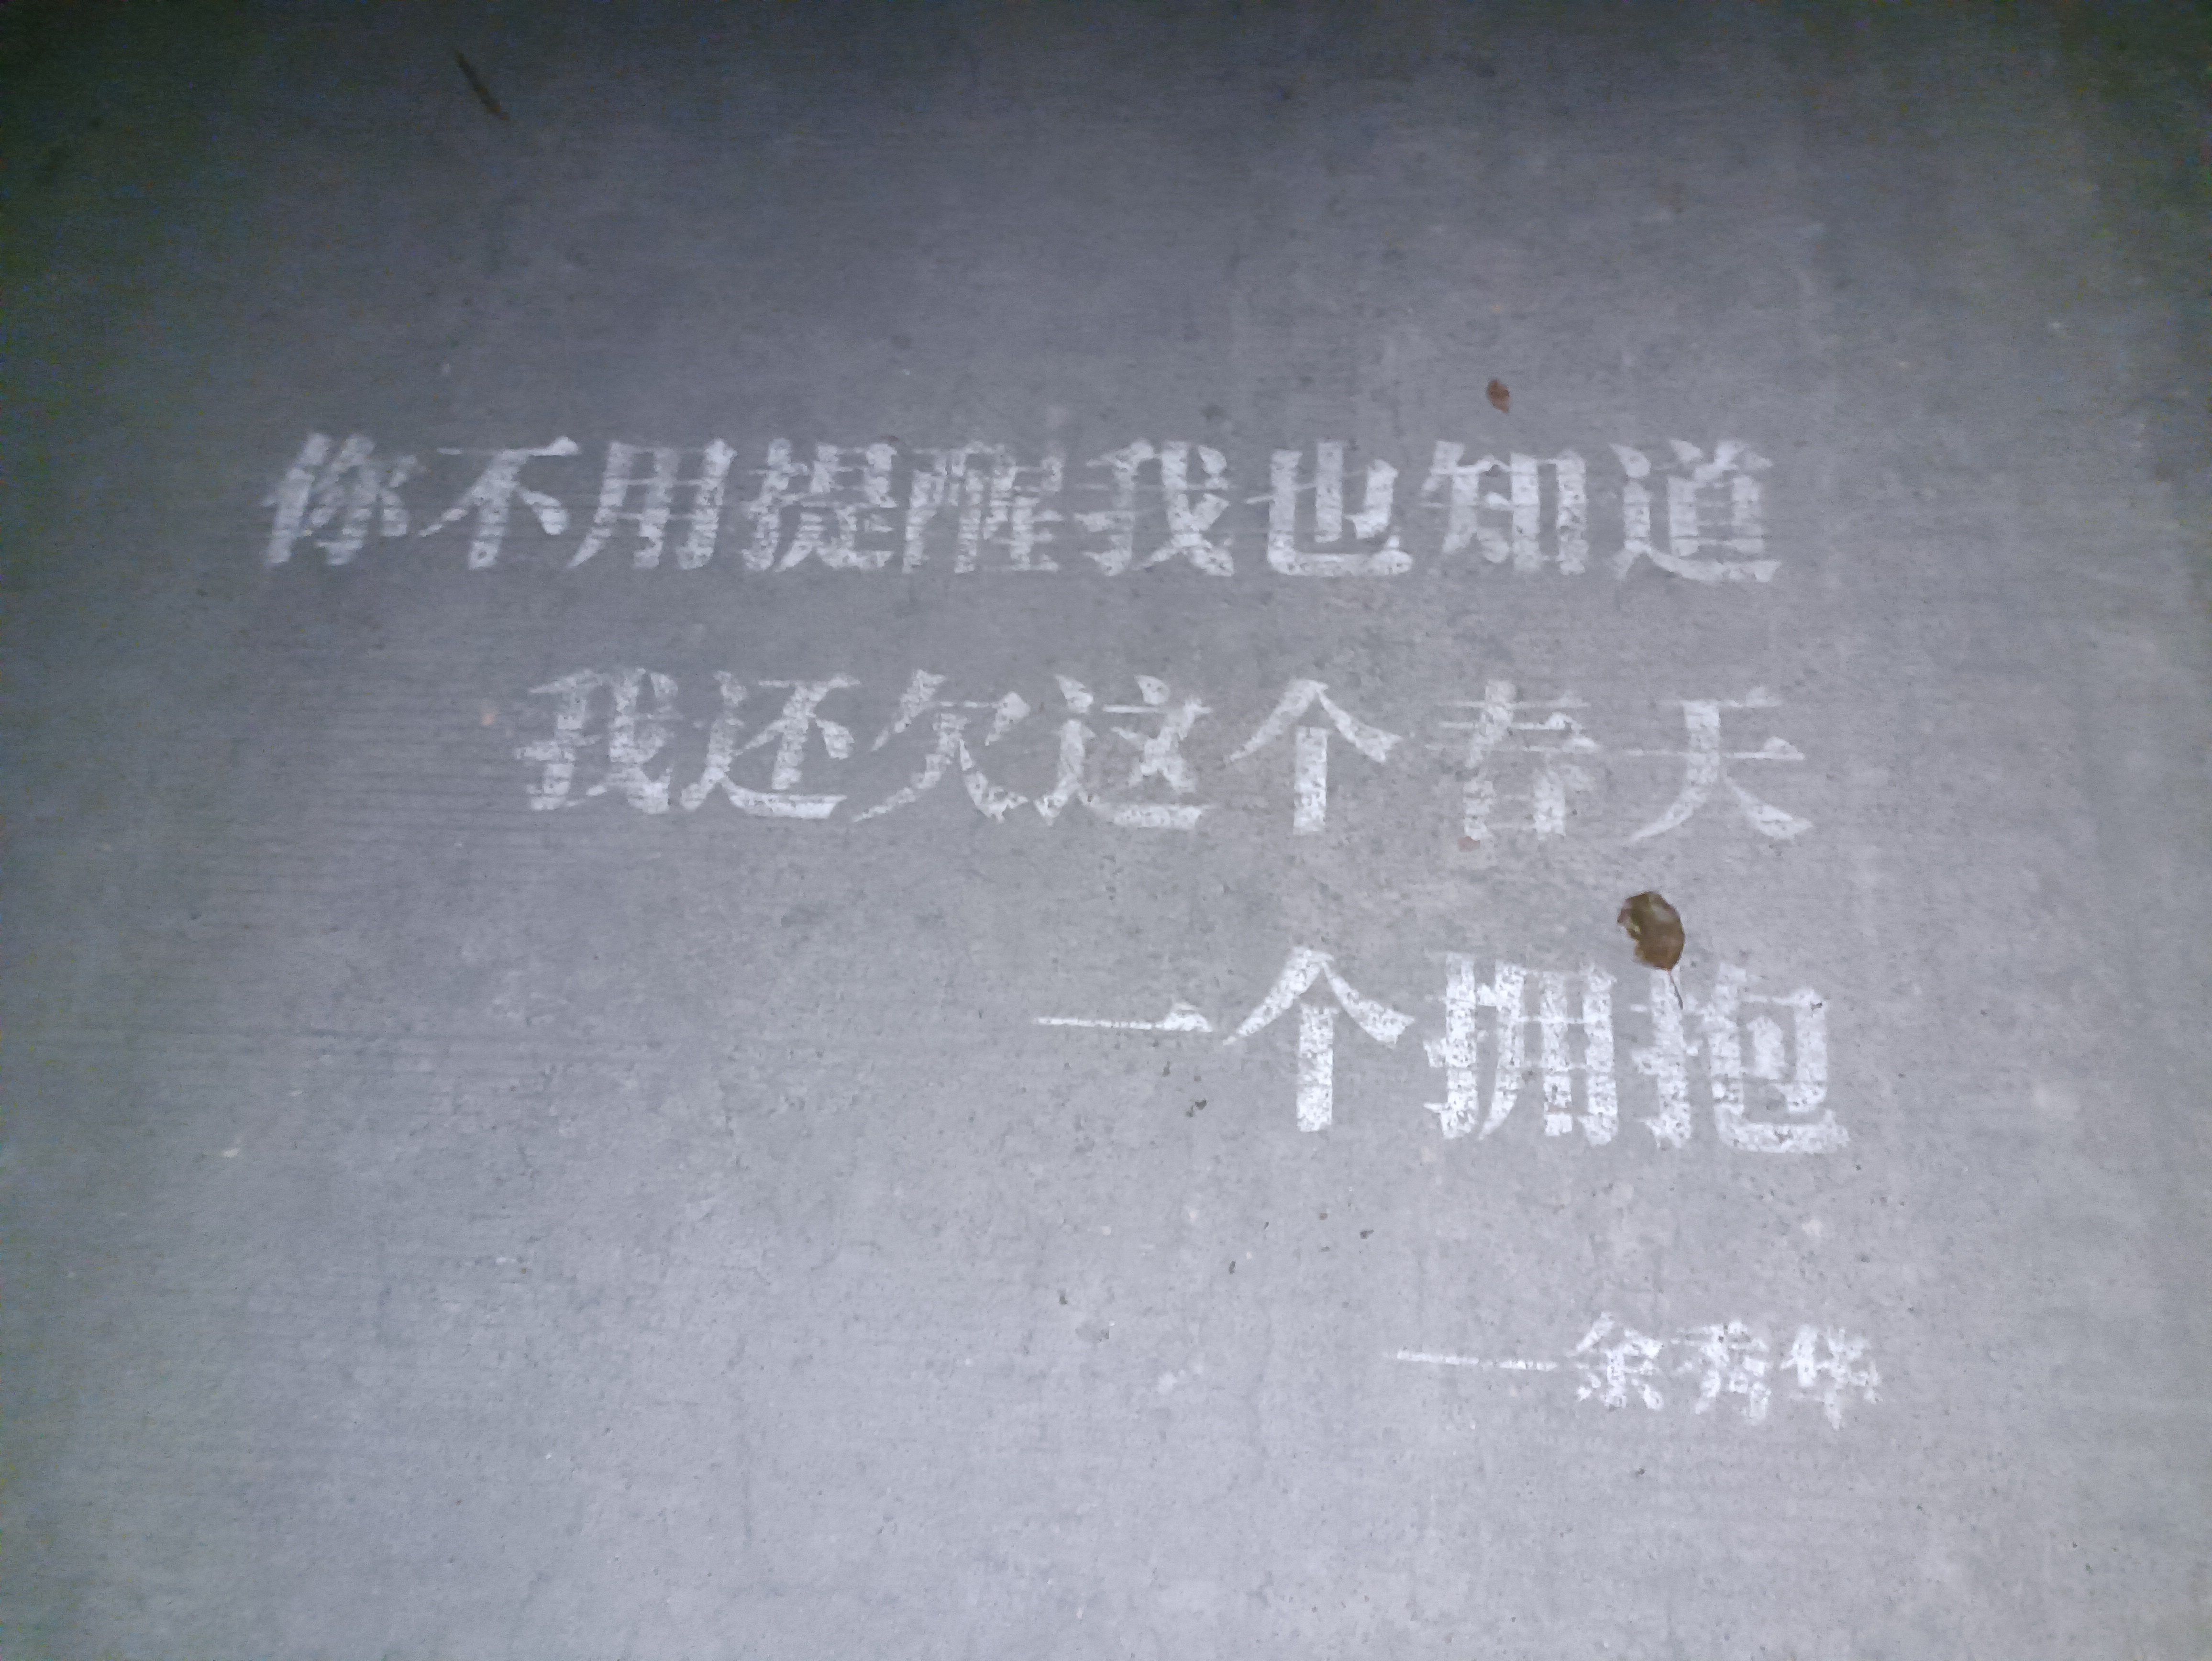 你不用提醒我也知道
我还欠这个春天
一个拥抱
——余秀华